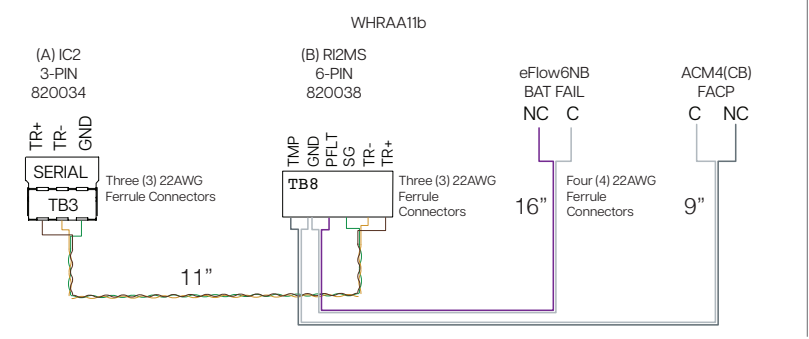 WHRAA11b
(A) IC2
3-PIN
820034
TR+
TR-
GND
SERIAL
TB3
Three (3) 22AWG
Ferrule Connectors
11”
(B) RI2MS
6-PIN
820038
TMP
GND
PFLT
SG
TR-
TR+
TB8
Three (3) 22AWG
Ferrule
Connectors
eFlow6NB
BAT FAIL
NC C
16”
Four (4) 22AWG
Ferrule
Connectors
ACM4(CB)
FACP
C NC
9”